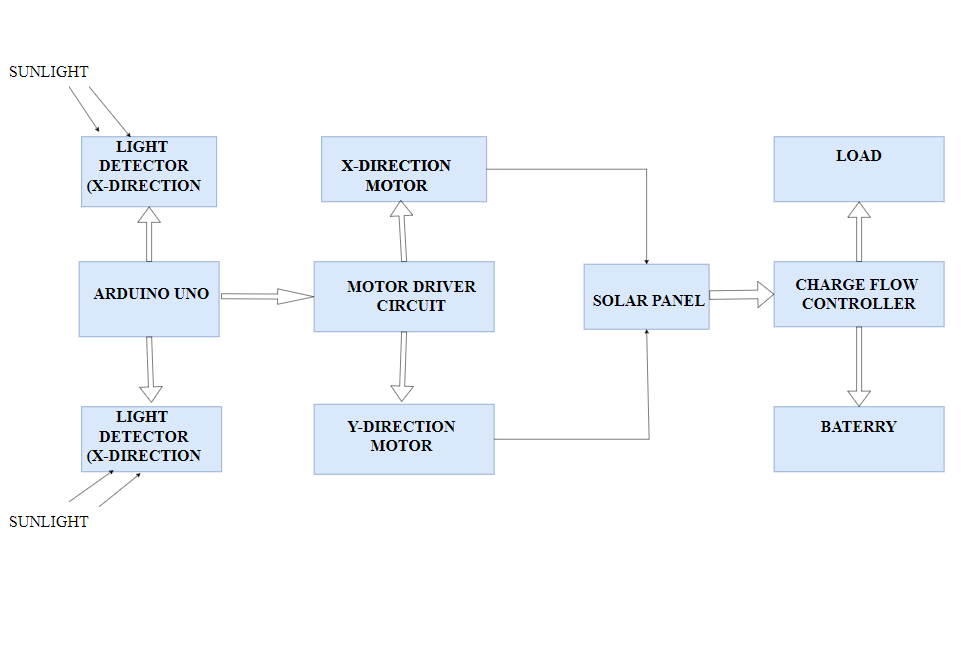 SUNLIGHT
LIGHT
DETECTOR
(X-DIRECTION
X-DIRECTION
MOTOR
LOAD
ARDUINO UNO
MOTOR DRIVER
CIRCUIT
SOLAR PANEL
CHARGE FLOW
CONTROLLER
LIGHT
DETECTOR
(X-DIRECTION
Y-DIRECTION
MOTOR
BATERRY
SUNLIGHT